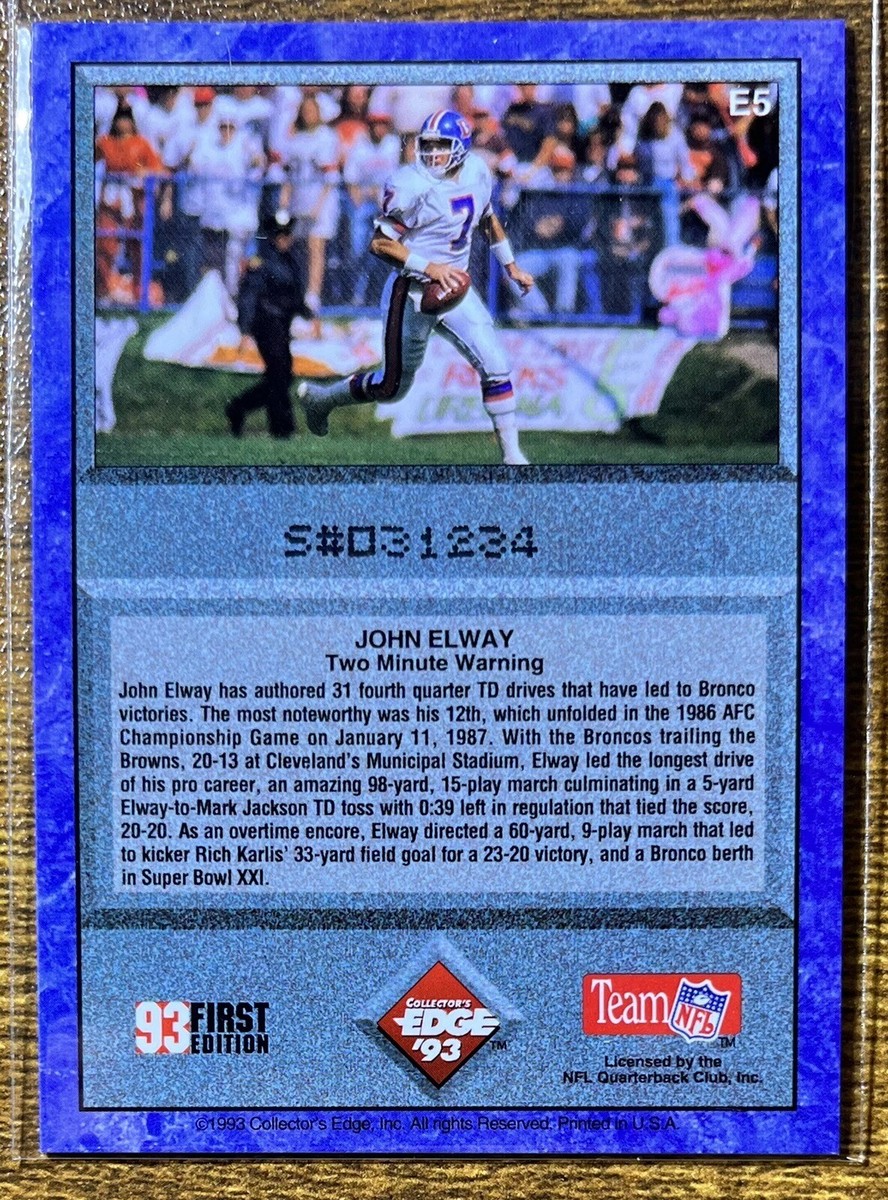 E5
7
7
S#031234
JOHN ELWAY
Two Minute Warning
John Elway has authored 31 fourth quarter TD drives that have led to Bronco
victories. The most noteworthy was his 12th, which unfolded in the 1986 AFC
Championship Game on January 11, 1987. With the Broncos trailing the
Browns, 20-13 at Cleveland's Municipal Stadium, Elway led the longest drive
of his pro career, an amazing 98-yard, 15-play march culminating in a 5-yard
Elway-to-Mark Jackson TD toss with 0:39 left in regulation that tied the score,
20-20. As an overtime encore, Elway directed a 60-yard, 9-play march that led
to kicker Rich Karlis' 33-yard field goal for a 23-20 victory, and a Bronco berth
in Super Bowl XXI.
93 FIRST
EDITION
COLLECTOR'S
EDGE
'93
TM
Team NFL
TM
Licensed by the
NFL Quarterback Club, Inc.
©1993 Collector's Edge, Inc. All rights Reserved. Printed in U.S.A.